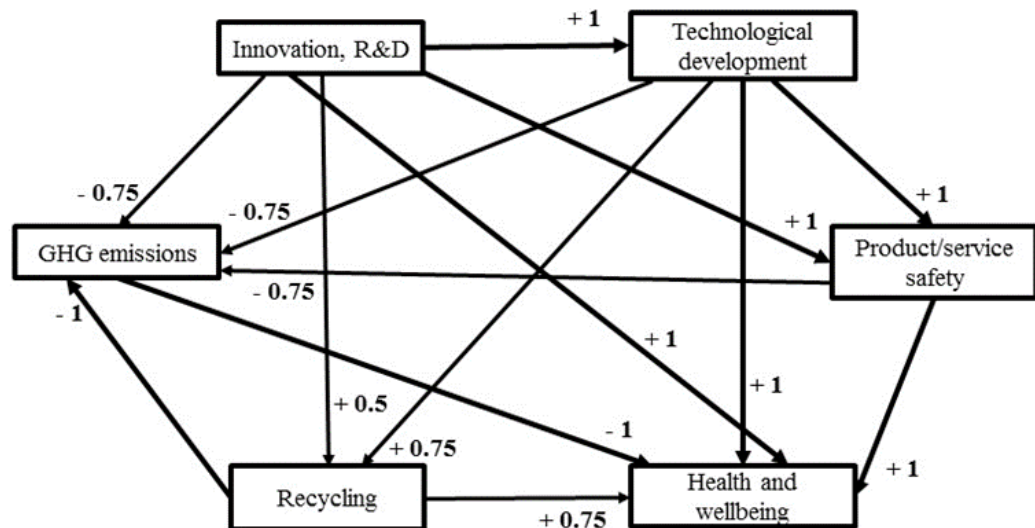 + 1
Innovation, R&D
Technological
development
- 0.75
- 0.75
+ 1
+ 1
GHG emissions
Product/service
safety
- 0.75
- 1
+ 1
+ 1
+ 0.5
+ 0.75
- 1
+ 1
Recycling
+ 0.75
Health and
wellbeing